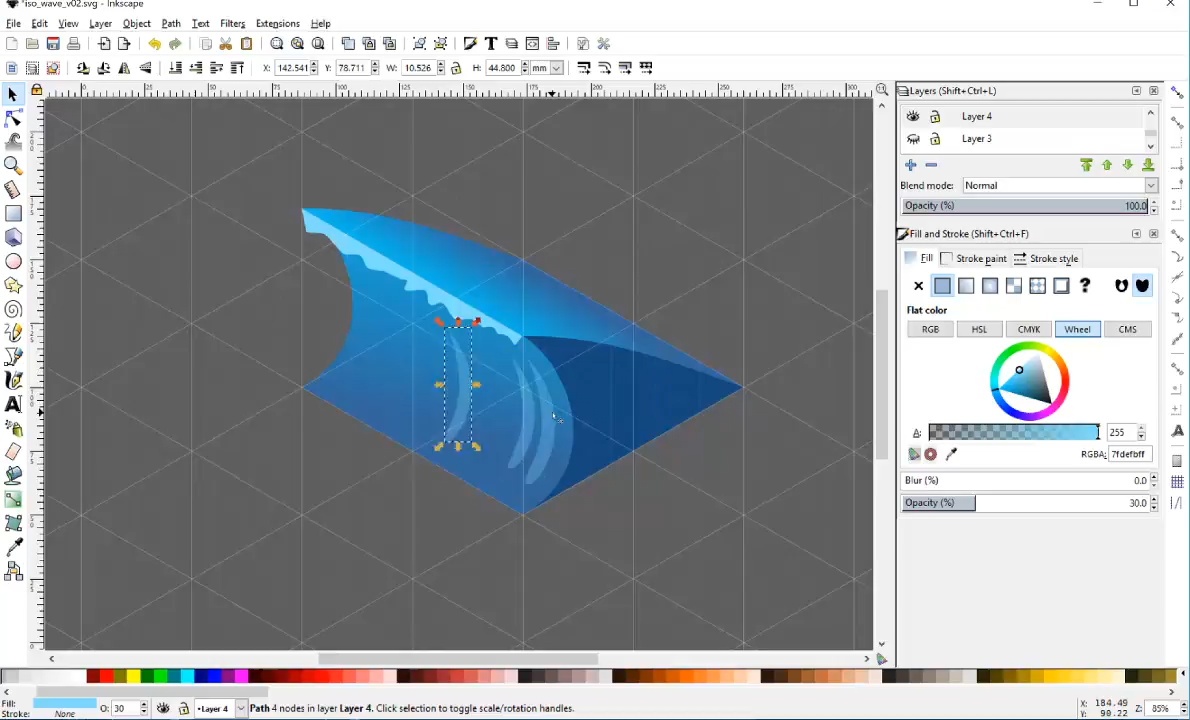 *iso_wave_v02.svg - Inkscape
File Edit View Layer Object Path Text Filters Extensions Help
X: 142.541 Y: 78.711 W: 10.526 H: 44.800 mm
Layers (Shift+Ctrl+L)
Layer 4
Layer 3
Blend mode: Normal
Opacity (%) 100.0
Fill and Stroke (Shift+Ctrl+F)
Fill Stroke paint Stroke style
Flat color
RGB HSL CMYK Wheel CMS
A: 255
RGBA: 7fdefbff
Blur (%) 0.0
Opacity (%) 30.0
Fill:
Stroke: None
O: 30
Layer 4
Path 4 nodes in layer Layer 4. Click selection to toggle scale/rotation handles.
X: 184.49
Y: 90.22
Z: 85%